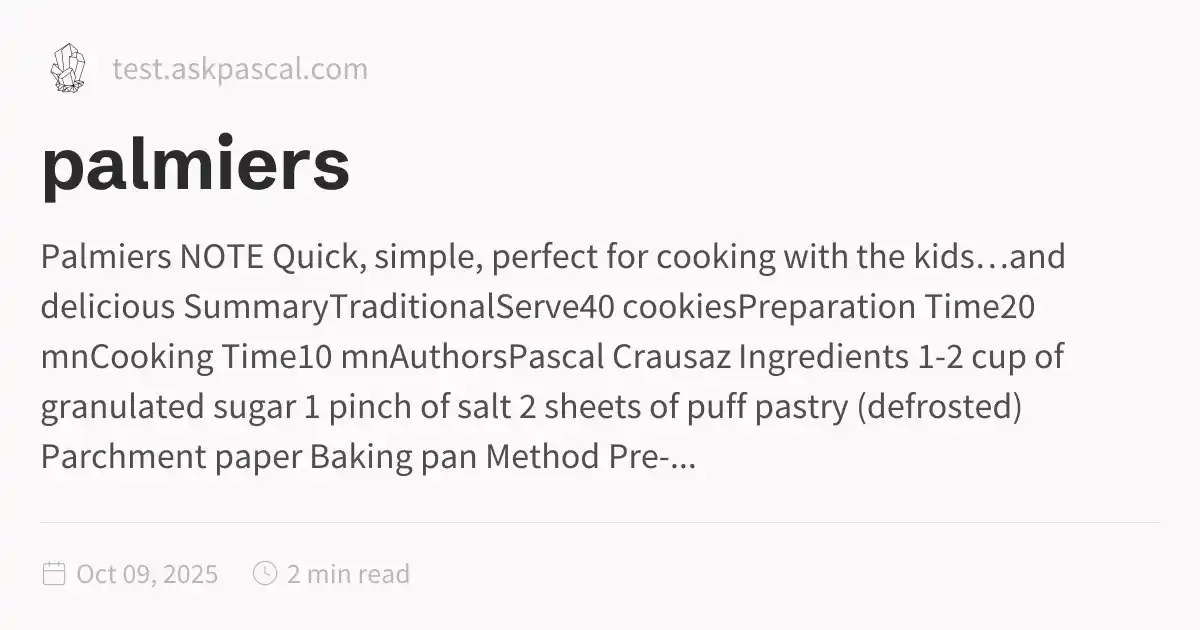 test.askpascal.com
palmiers
Palmiers NOTE Quick, simple, perfect for cooking with the kids…and
delicious SummaryTraditionalServe40 cookiesPreparation Time20
mnCooking Time10 mnAuthorsPascal Crausaz Ingredients 1-2 cup of
granulated sugar 1 pinch of salt 2 sheets of puff pastry (defrosted)
Parchment paper Baking pan Method Pre-...
Oct 09, 2025 2 min read